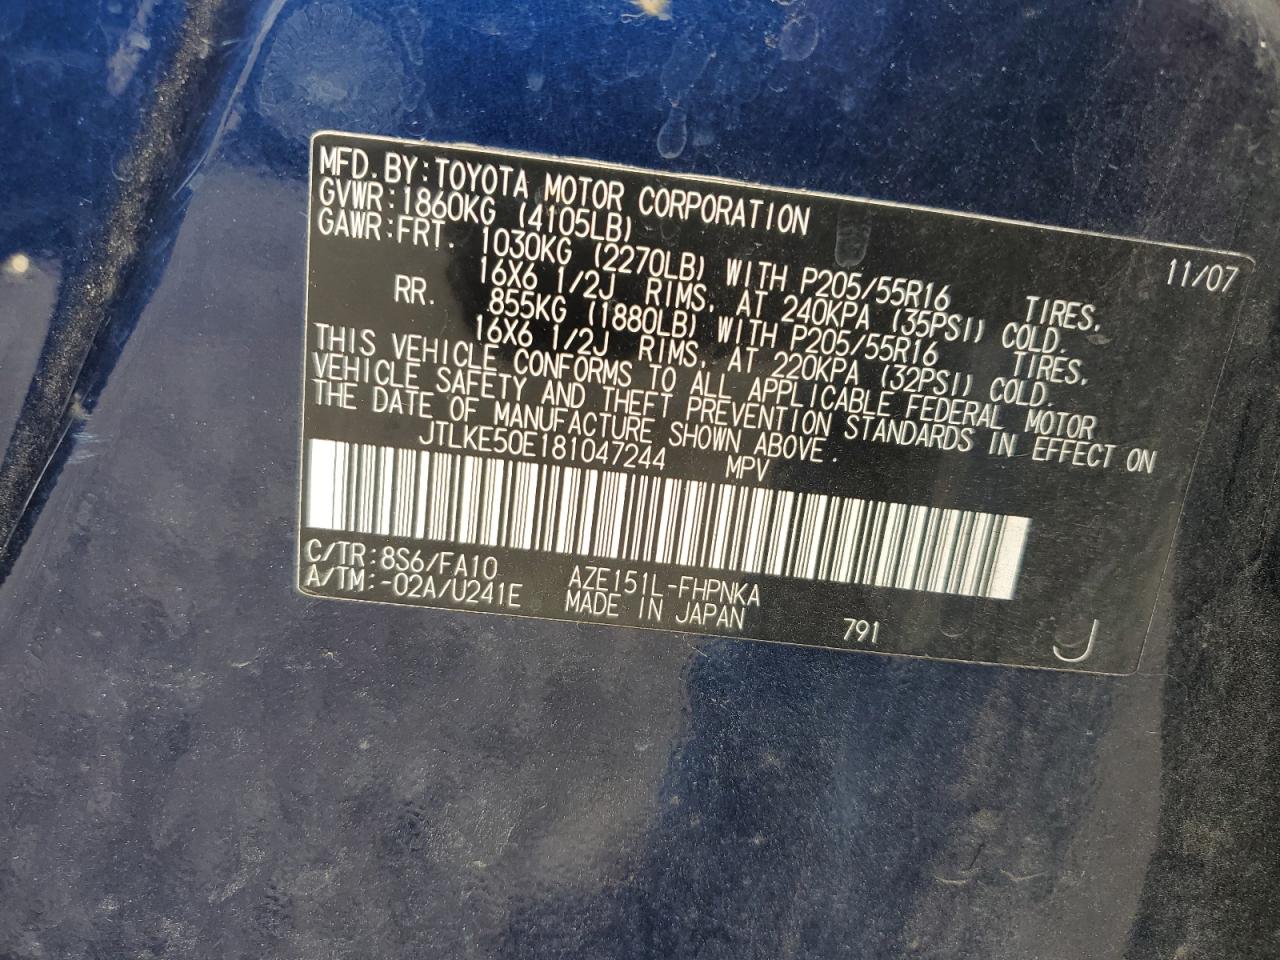 MFD.BY:TOYOTA MOTOR CORPORATION 11/07
GVWR:1860KG (4105LB)
GAWR:FRT. 1030KG (2270LB) WITH P205/55R16 TIRES,
16X6 1/2J RIMS, AT 240KPA (35PSI) COLD.
RR. 855KG (1880LB) WITH P205/55R16 TIRES,
16X6 1/2J RIMS, AT 220KPA (32PSI) COLD.
THIS VEHICLE CONFORMS TO ALL APPLICABLE FEDERAL MOTOR
VEHICLE SAFETY AND THEFT PREVENTION STANDARDS IN EFFECT ON
THE DATE OF MANUFACTURE SHOWN ABOVE.
JTLKE50E181047244 MPV
C/TR:8S6/FA10 AZE151L-FHPNKA
A/TM:-02A/U241E MADE IN JAPAN 791 J